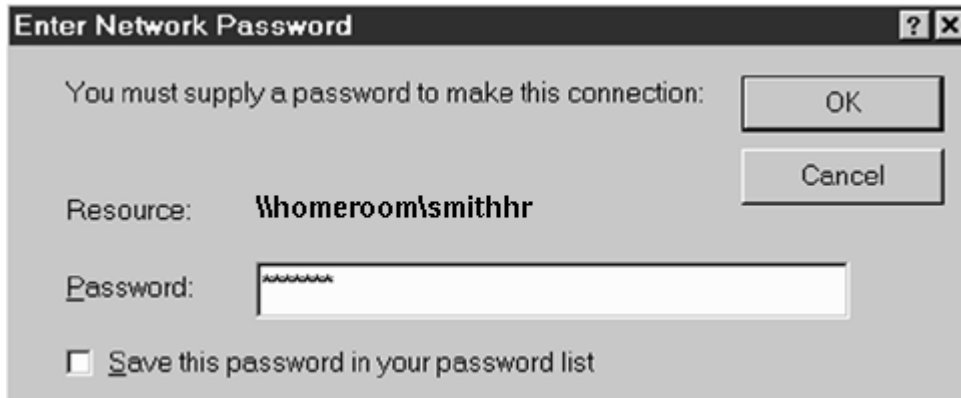 Enter Network Password
? X
You must supply a password to make this connection:
OK
Cancel
Resource: \\homeroom\smithhr
Password: *******
Save this password in your password list